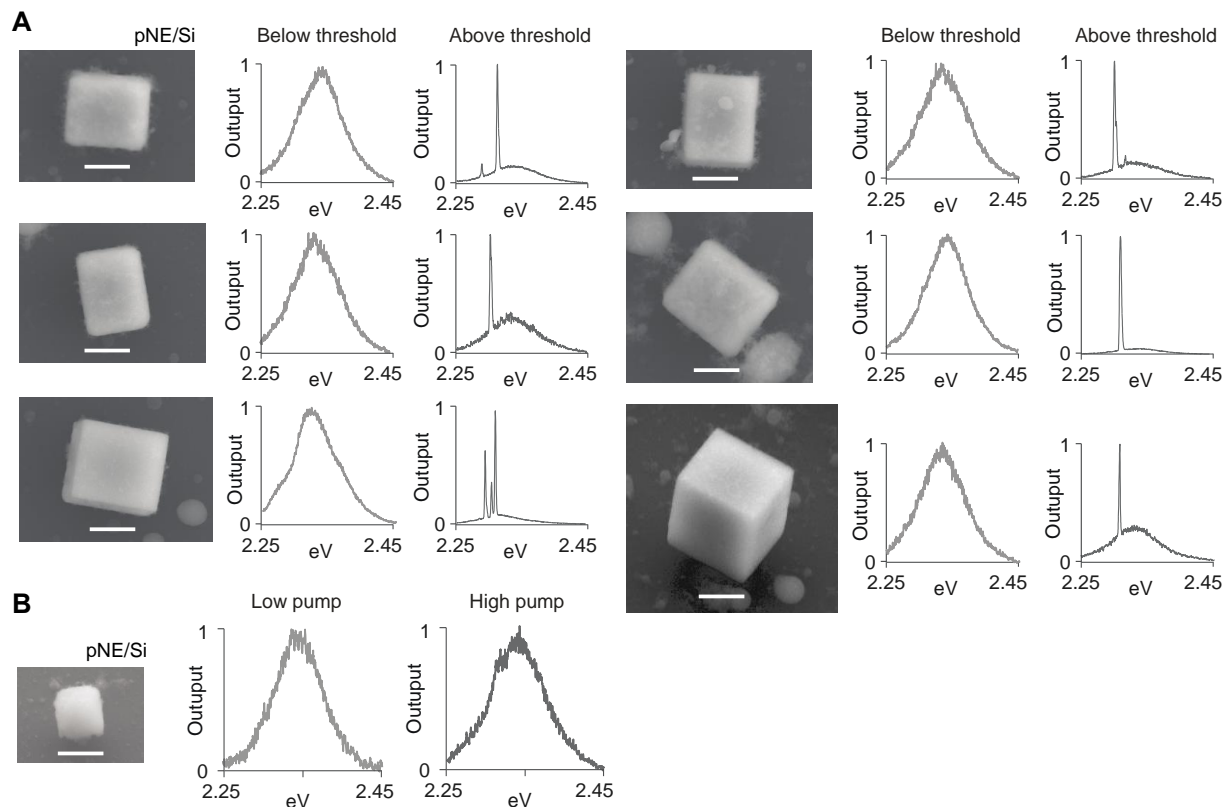 A
pNE/Si Below threshold Above threshold Below threshold Above threshold
1 1 1 1
Outuput Outuput Outuput Outuput
0 0 0 0
2.25 2.45 2.25 2.45 2.25 2.45 2.25 2.45
eV eV eV eV
1 1 1 1
Outuput Outuput Outuput Outuput
0 0 0 0
2.25 2.45 2.25 2.45 2.25 2.45 2.25 2.45
eV eV eV eV
1 1 1 1
Outuput Outuput Outuput Outuput
0 0 0 0
2.25 2.45 2.25 2.45 2.25 2.45 2.25 2.45
eV eV eV eV
B
pNE/Si Low pump High pump
1 1
Outuput Outuput
0 0
2.25 2.45 2.25 2.45
eV eV